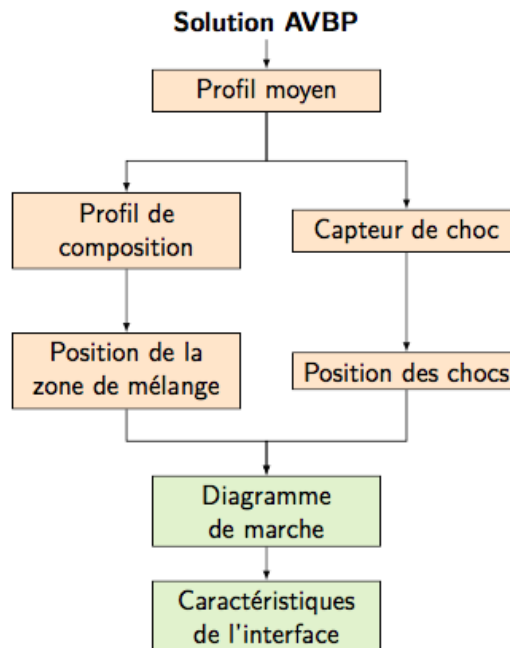 Solution AVBP
Profil moyen
Profil de
composition
Capteur de choc
Position de la
zone de mélange
Position des chocs
Diagramme
de marche
Caractéristiques
de l'interface